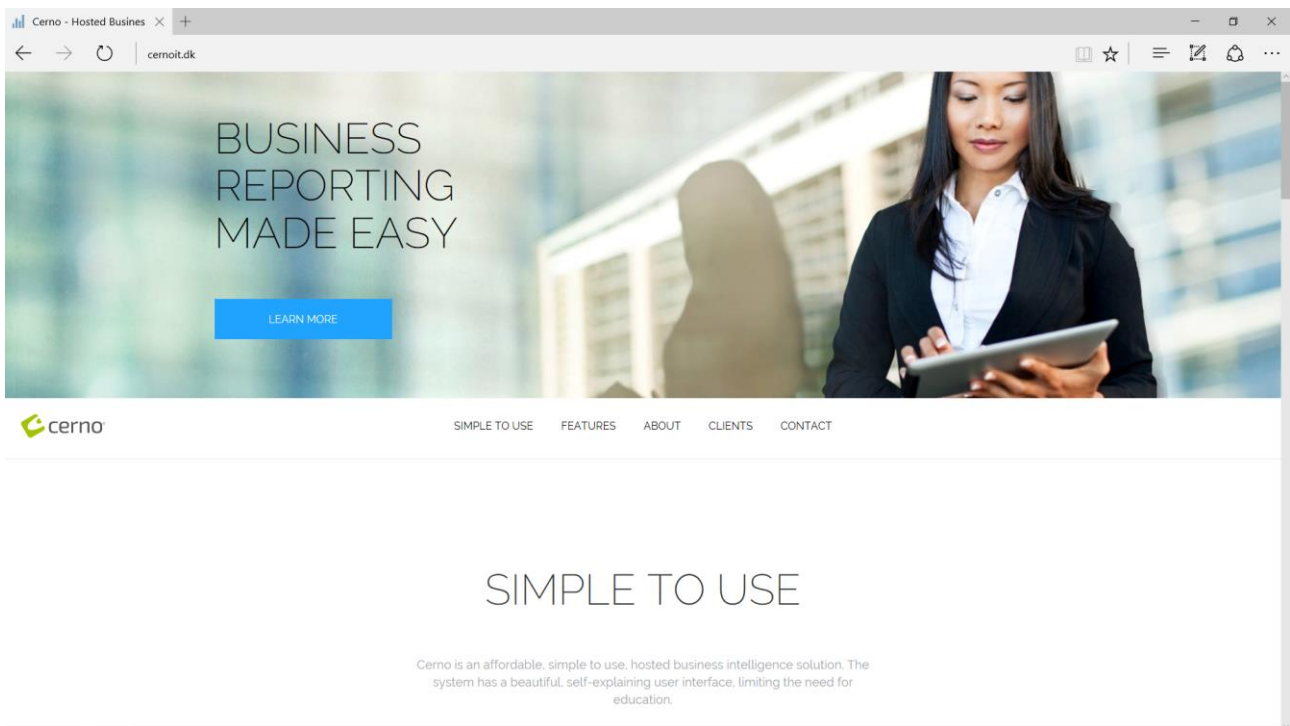 Cerno - Hosted Busines
cernoit.dk
BUSINESS
REPORTING
MADE EASY
LEARN MORE
cerno
SIMPLE TO USE FEATURES ABOUT CLIENTS CONTACT
SIMPLE TO USE
Cerno is an affordable, simple to use, hosted business intelligence solution. The
system has a beautiful, self-explaining user interface, limiting the need for
education.